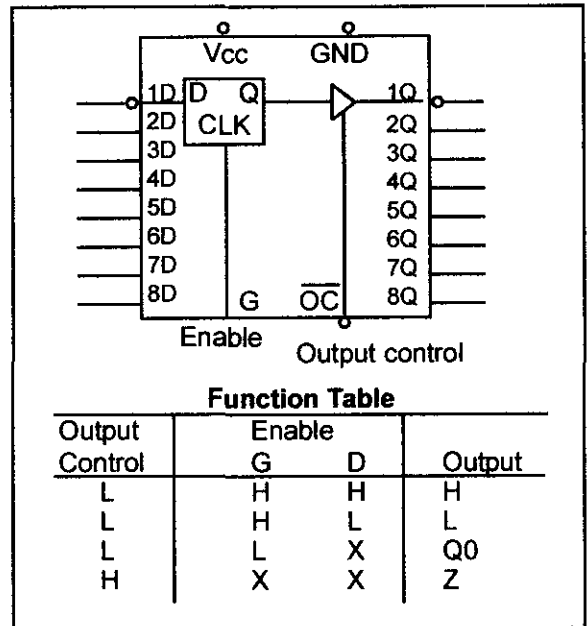 Vcc GND
1D D Q 1Q
2D CLK 2Q
3D 3Q
4D 4Q
5D 5Q
6D 6Q
7D 7Q
8D G O̅C̅ 8Q
Enable Output control
Function Table
Output Enable
Control G D Output
L H H H
L H L L
L L X Q0
H X X Z